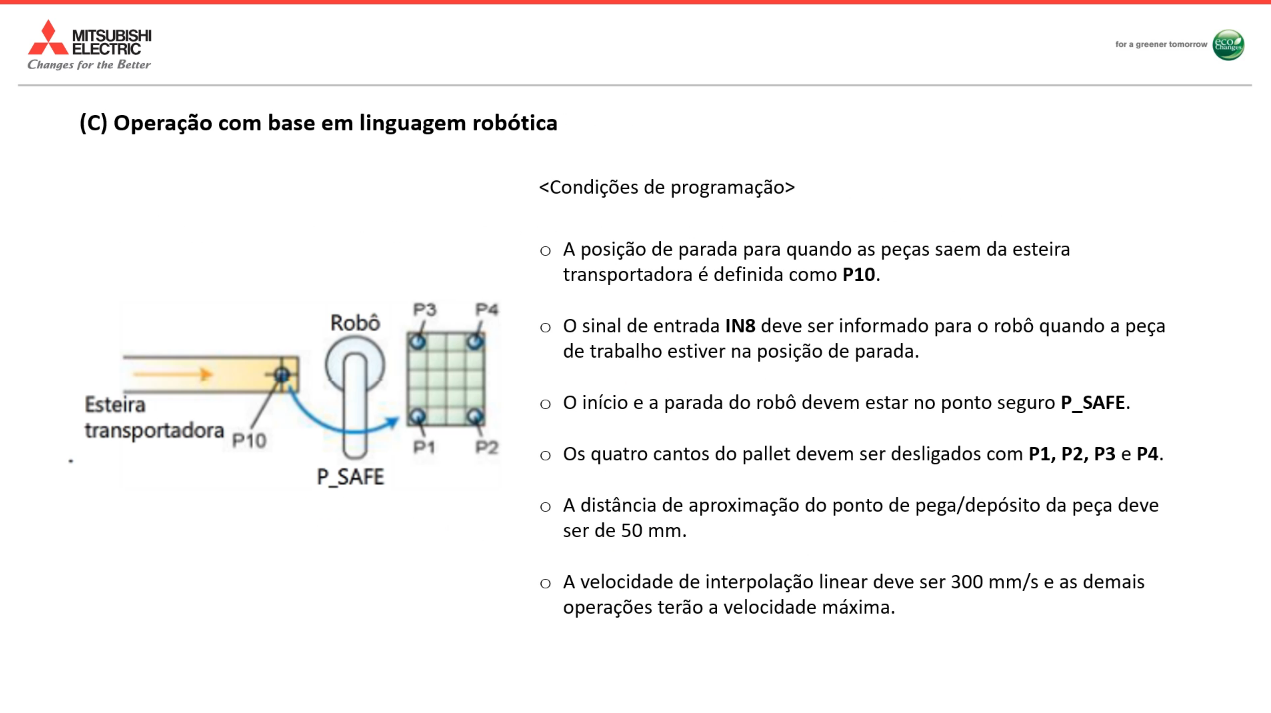 MITSUBISHI
ELECTRIC
Changes for the Better
for a greener tomorrow
eco
Changes
(C) Operação com base em linguagem robótica
<Condições de programação>
o A posição de parada para quando as peças saem da esteira
transportadora é definida como P10.
o O sinal de entrada IN8 deve ser informado para o robô quando a peça
de trabalho estiver na posição de parada.
o O início e a parada do robô devem estar no ponto seguro P_SAFE.
o Os quatro cantos do pallet devem ser desligados com P1, P2, P3 e P4.
o A distância de aproximação do ponto de pega/depósito da peça deve
ser de 50 mm.
o A velocidade de interpolação linear deve ser 300 mm/s e as demais
operações terão a velocidade máxima.
P3 P4
Robô
Esteira
transportadora
P10
P1 P2
P_SAFE